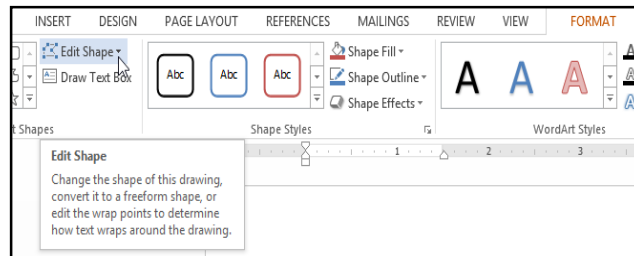 INSERT DESIGN PAGE LAYOUT REFERENCES MAILINGS REVIEW VIEW FORMAT
Edit Shape Abc Abc Abc Shape Fill A A A
Draw Text Box Shape Outline
Shape Effects
Shapes Shape Styles WordArt Styles
1 2 3
Edit Shape
Change the shape of this drawing,
convert it to a freeform shape, or
edit the wrap points to determine
how text wraps around the drawing.